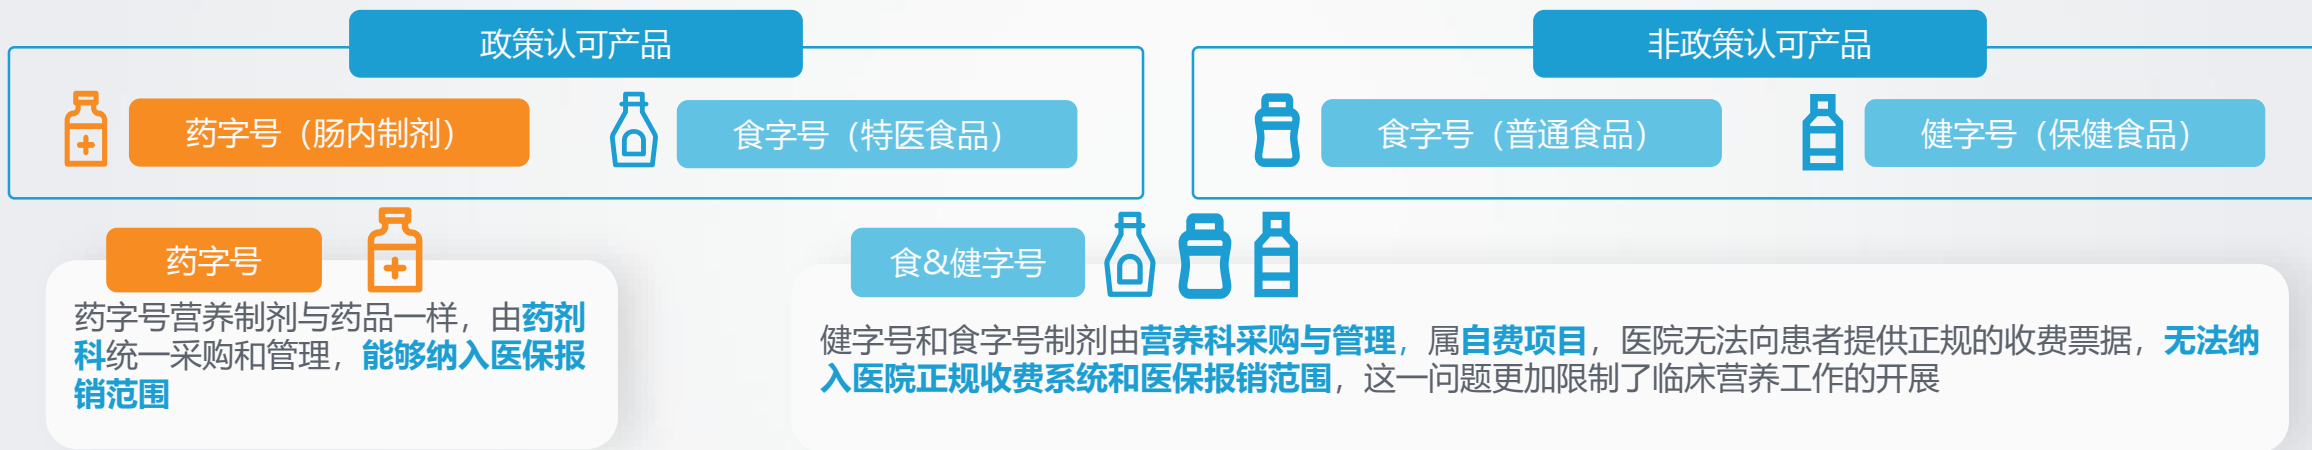 政策认可产品
非政策认可产品
药字号（肠内制剂）
食字号（特医食品）
食字号（普通食品）
健字号（保健食品）
药字号
药字号营养制剂与药品一样，由药剂
科统一采购和管理，能够纳入医保报
销范围
食&健字号
健字号和食字号制剂由营养科采购与管理，属自费项目，医院无法向患者提供正规的收费票据，无法纳
入医院正规收费系统和医保报销范围，这一问题更加限制了临床营养工作的开展